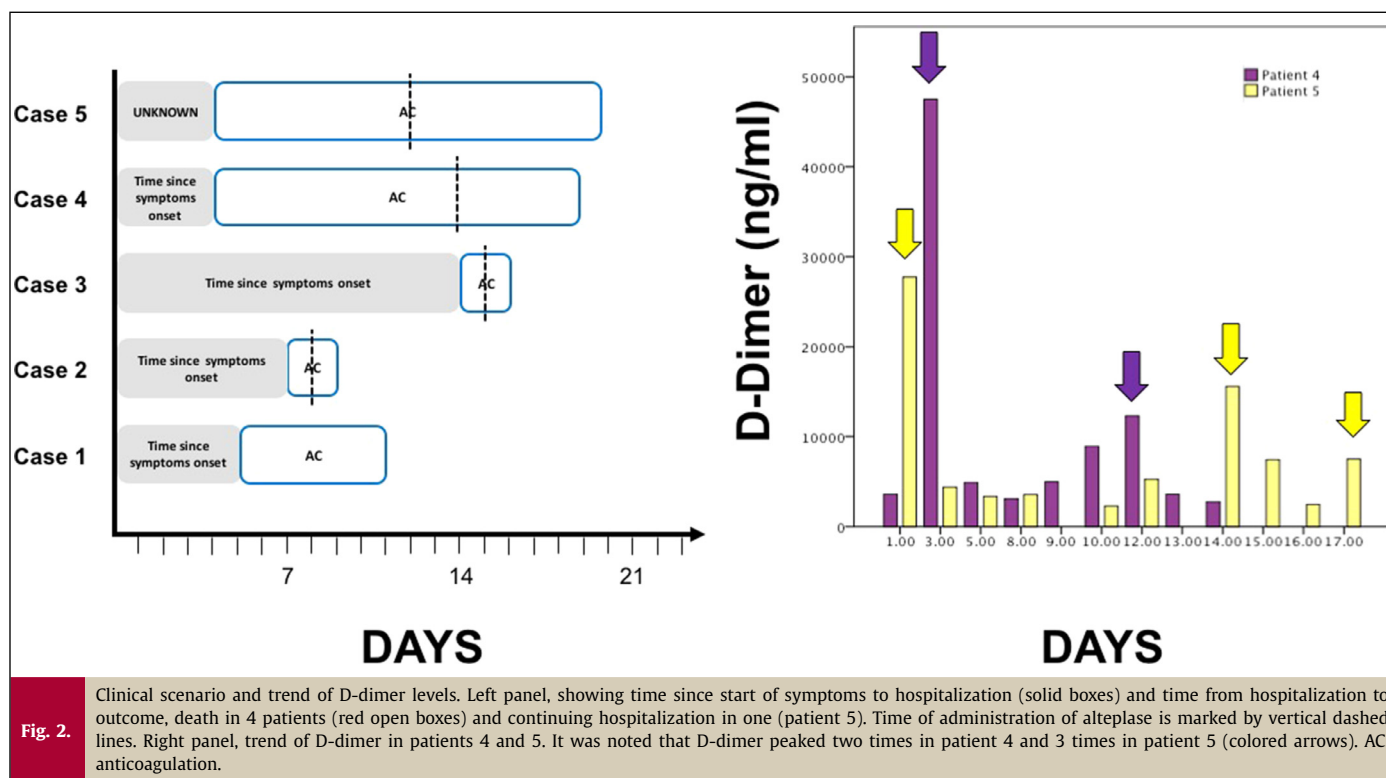 Case 5
UNKNOWN
AC
Case 4
Time since
symptoms
onset
AC
Case 3
Time since symptoms onset
AC
Case 2
Time since symptoms
onset
AC
Case 1
Time since
symptoms onset
AC
7 14 21
DAYS
D-Dimer (ng/ml)
50000
40000
30000
20000
10000
0
Patient 4
Patient 5
1.00 3.00 5.00 8.00 9.00 10.00 12.00 13.00 14.00 15.00 16.00 17.00
DAYS
Fig. 2.
Clinical scenario and trend of D-dimer levels. Left panel, showing time since start of symptoms to hospitalization (solid boxes) and time from hospitalization to
outcome, death in 4 patients (red open boxes) and continuing hospitalization in one (patient 5). Time of administration of alteplase is marked by vertical dashed
lines. Right panel, trend of D-dimer in patients 4 and 5. It was noted that D-dimer peaked two times in patient 4 and 3 times in patient 5 (colored arrows). AC
anticoagulation.